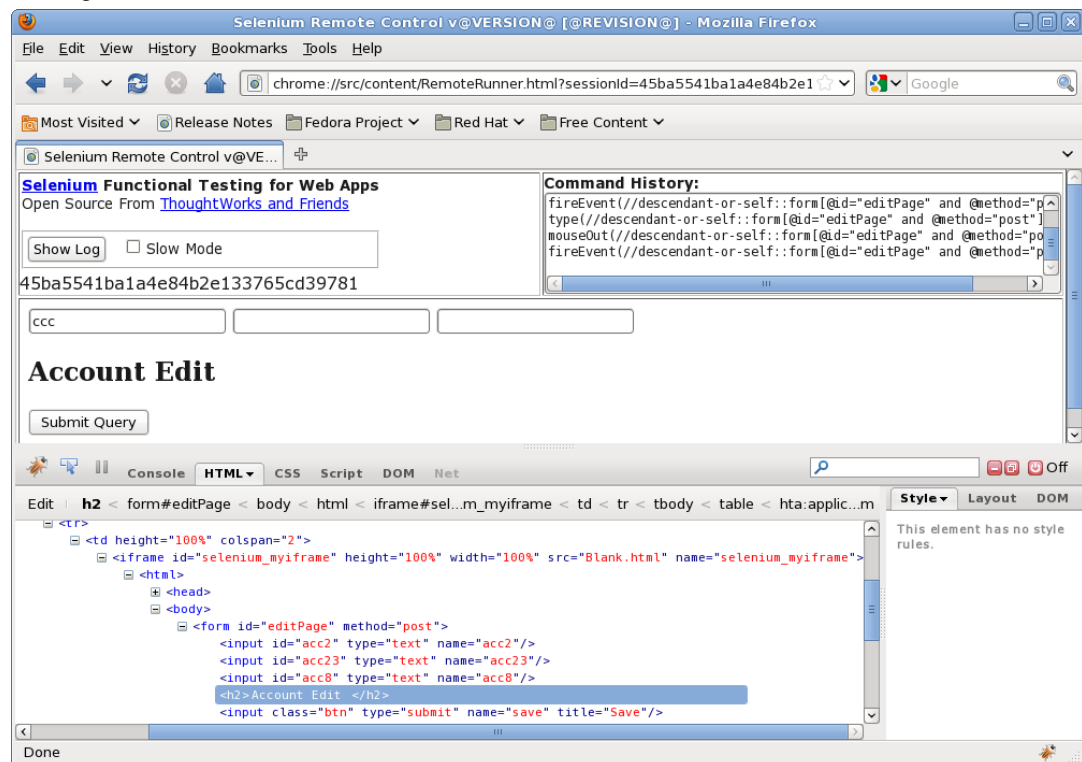 Selenium Remote Control v@VERSION@ [@REVISION@] - Mozilla Firefox
File Edit View History Bookmarks Tools Help
chrome://src/content/RemoteRunner.html?sessionId=45ba5541ba1a4e84b2e1 Google
Most Visited Release Notes Fedora Project Red Hat Free Content
Selenium Remote Control v@VE...
Selenium Functional Testing for Web Apps
Open Source From ThoughtWorks and Friends
Show Log Slow Mode
45ba5541ba1a4e84b2e133765cd39781
Command History:
fireEvent(//descendant-or-self::form[@id="editPage" and @method="p
type(//descendant-or-self::form[@id="editPage" and @method="post"]
mouseOut(//descendant-or-self::form[@id="editPage" and @method="po
fireEvent(//descendant-or-self::form[@id="editPage" and @method="p
ccc
Account Edit
Submit Query
Console HTML CSS Script DOM Net Off
Edit h2 < form#editPage < body < html < iframe#sel...m_myiframe < td < tr < tbody < table < hta:applic...m
Style Layout DOM
<tr>
<td height="100%" colspan="2">
<iframe id="selenium_myiframe" height="100%" width="100%" src="Blank.html" name="selenium_myiframe">
<html>
<head>
<body>
<form id="editPage" method="post">
<input id="acc2" type="text" name="acc2"/>
<input id="acc23" type="text" name="acc23"/>
<input id="acc8" type="text" name="acc8"/>
<h2>Account Edit </h2>
<input class="btn" type="submit" name="save" title="Save"/>
This element has no style
rules.
Done